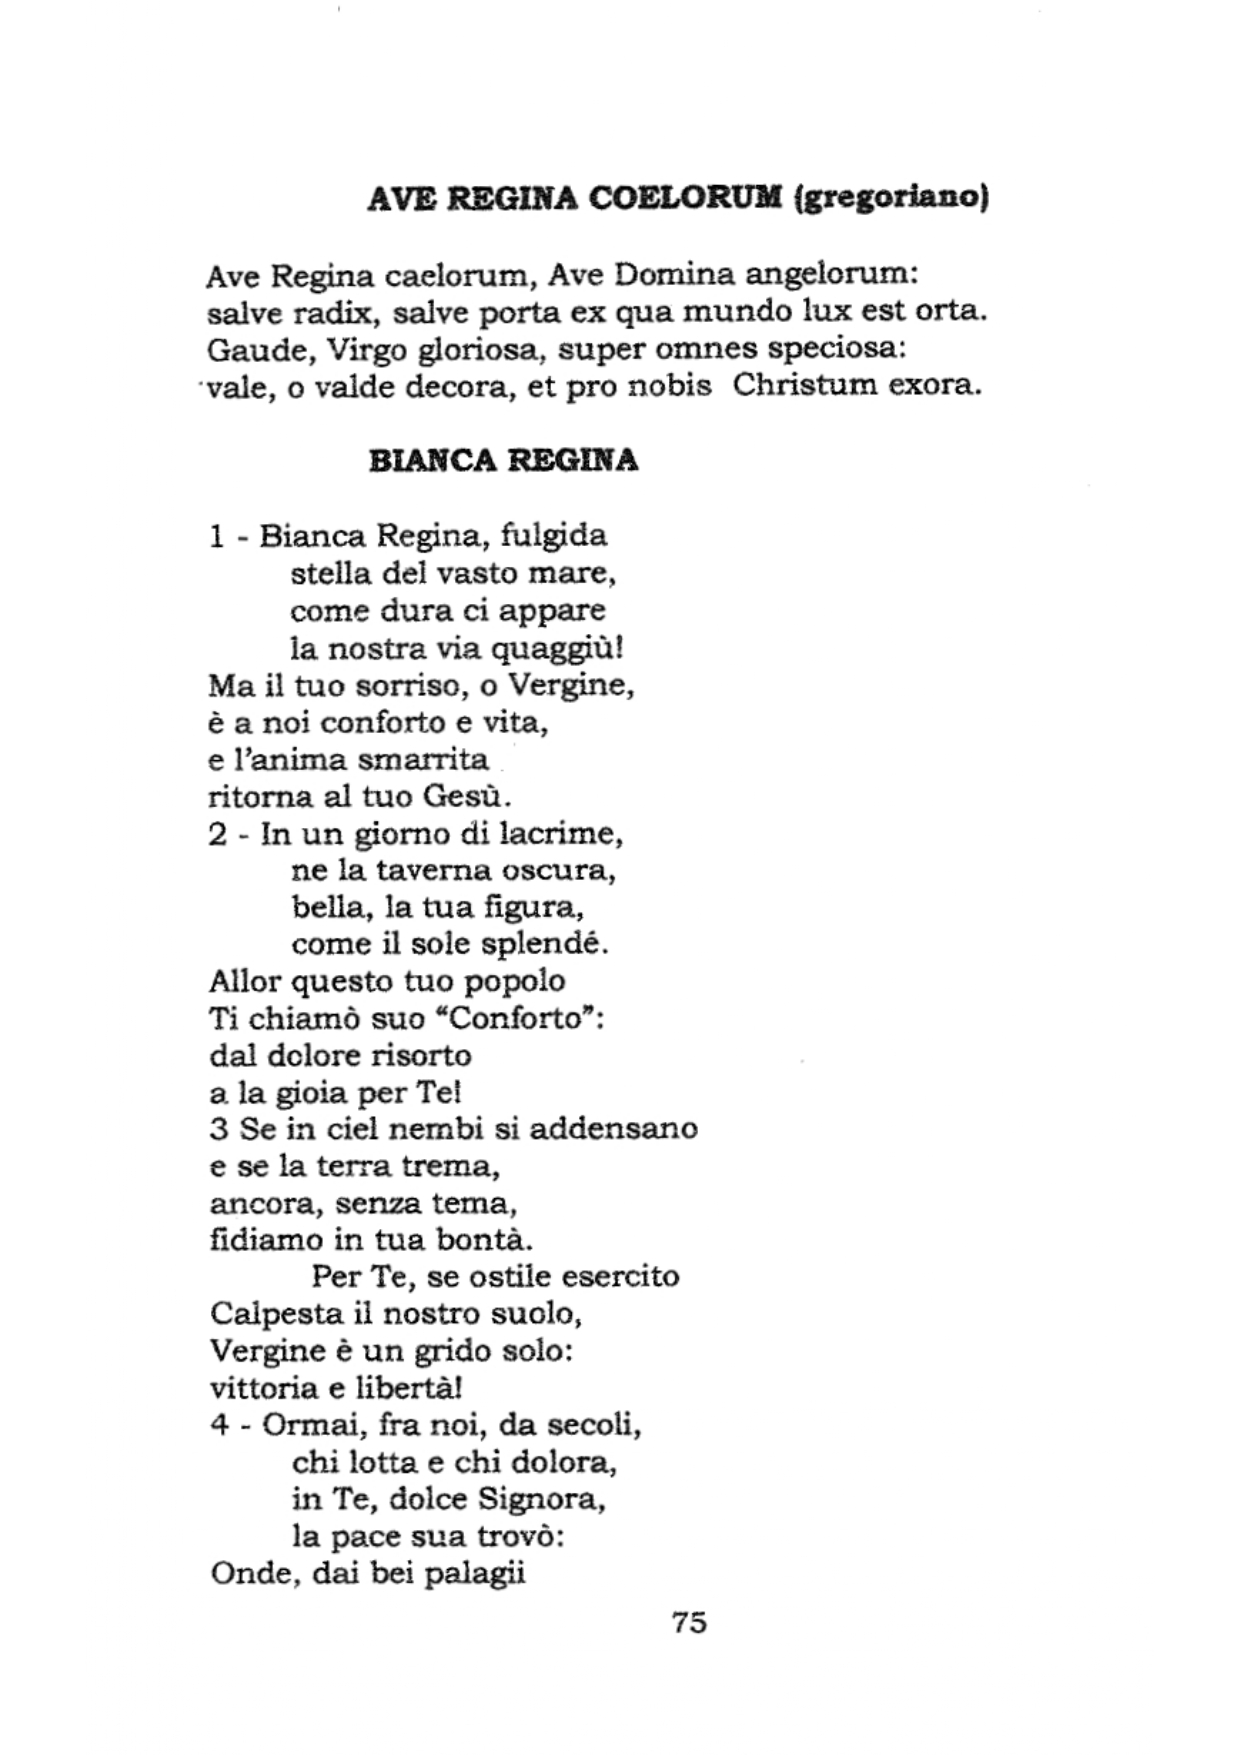 AVE REGINA COELORUM (gregoriano)
Ave Regina caelorum, Ave Domina angelorum:
salve radix, salve porta ex qua mundo lux est orta.
Gaude, Virgo gloriosa, super omnes speciosa:
vale, o valde decora, et pro nobis Christum exora.
BIANCA REGINA
1 - Bianca Regina, fulgida
stella del vasto mare,
come dura ci appare
la nostra via quaggiù!
Ma il tuo sorriso, o Vergine,
è a noi conforto e vita,
e l'anima smarrita
ritorna al tuo Gesù.
2 - In un giorno di lacrime,
ne la taverna oscura,
bella, la tua figura,
come il sole splendé.
Allor questo tuo popolo
Ti chiamò suo “Conforto”:
dal dolore risorto
a la gioia per Te!
3 Se in ciel nembi si addensano
e se la terra trema,
ancora, senza tema,
fidiamo in tua bontà.
Per Te, se ostile esercito
Calpesta il nostro suolo,
Vergine è un grido solo:
vittoria e libertà!
4 - Ormai, fra noi, da secoli,
chi lotta e chi dolora,
in Te, dolce Signora,
la pace sua trovò:
Onde, dai bei palagii
75